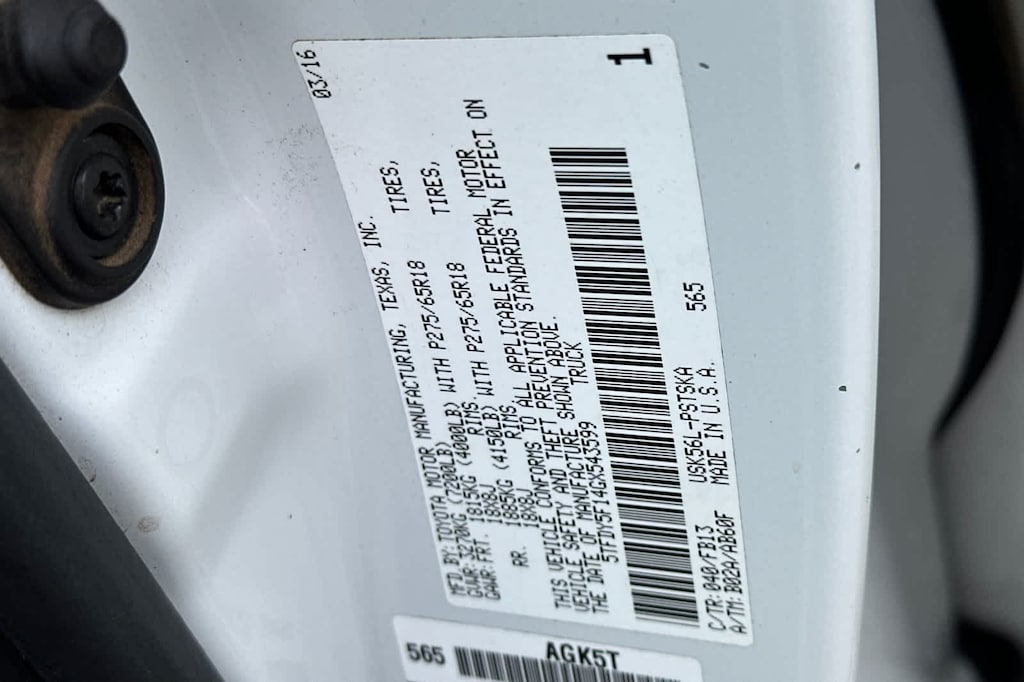 MFD BY: TOYOTA MOTOR MANUFACTURING, TEXAS, INC. 03/16
GVWR: 3270KG (7200LB)
GAWR: FRT. 1815KG (4000LB) WITH P275/65R18 TIRES,
18X8J RIMS
RR. 1885KG (4150LB) WITH P275/65R18 TIRES,
18X8J RIMS
THIS VEHICLE CONFORMS TO ALL APPLICABLE FEDERAL MOTOR
VEHICLE SAFETY AND THEFT PREVENTION STANDARDS IN EFFECT ON
THE DATE OF MANUFACTURE SHOWN ABOVE.
5TFDY5F14GX543599 TRUCK
1
C/TR: 040/FB13 USK56L-PSTSKA 565
A/TM: B02A/AB60F MADE IN U.S.A.
565 AGK5T